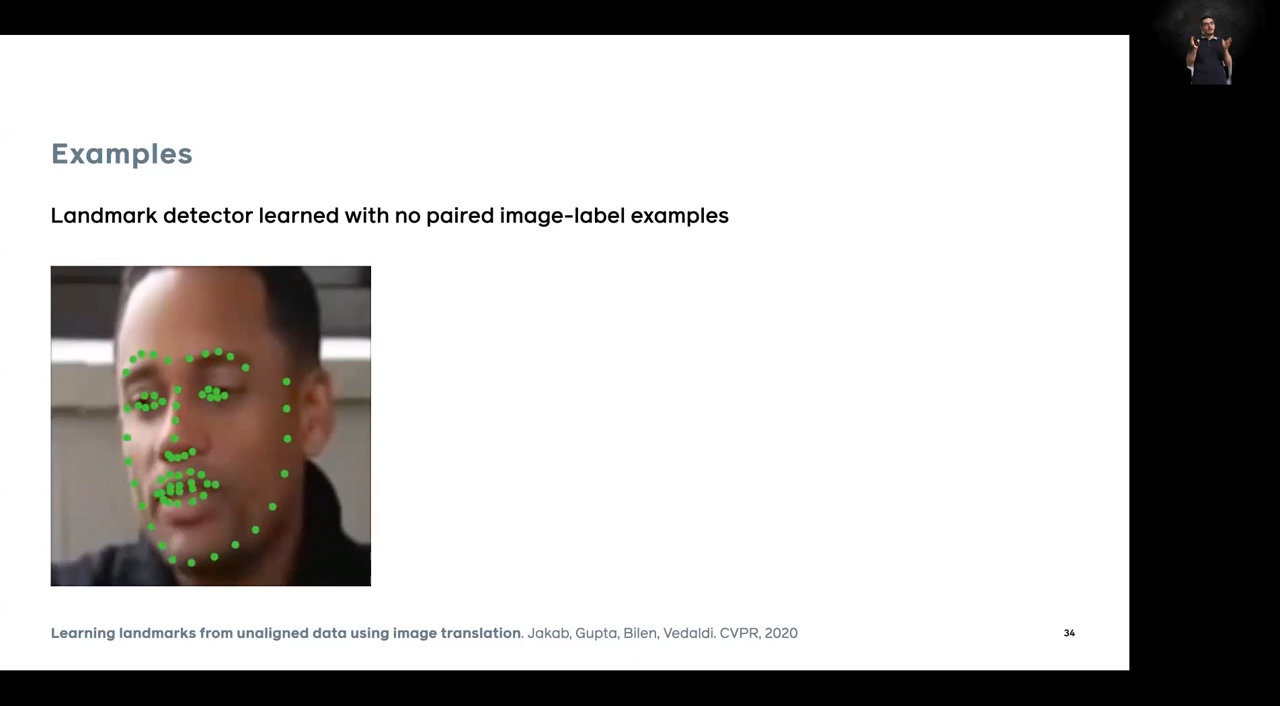 Examples
Landmark detector learned with no paired image-label examples
Learning landmarks from unaligned data using image translation. Jakab, Gupta, Bilen, Vedaldi. CVPR, 2020
34